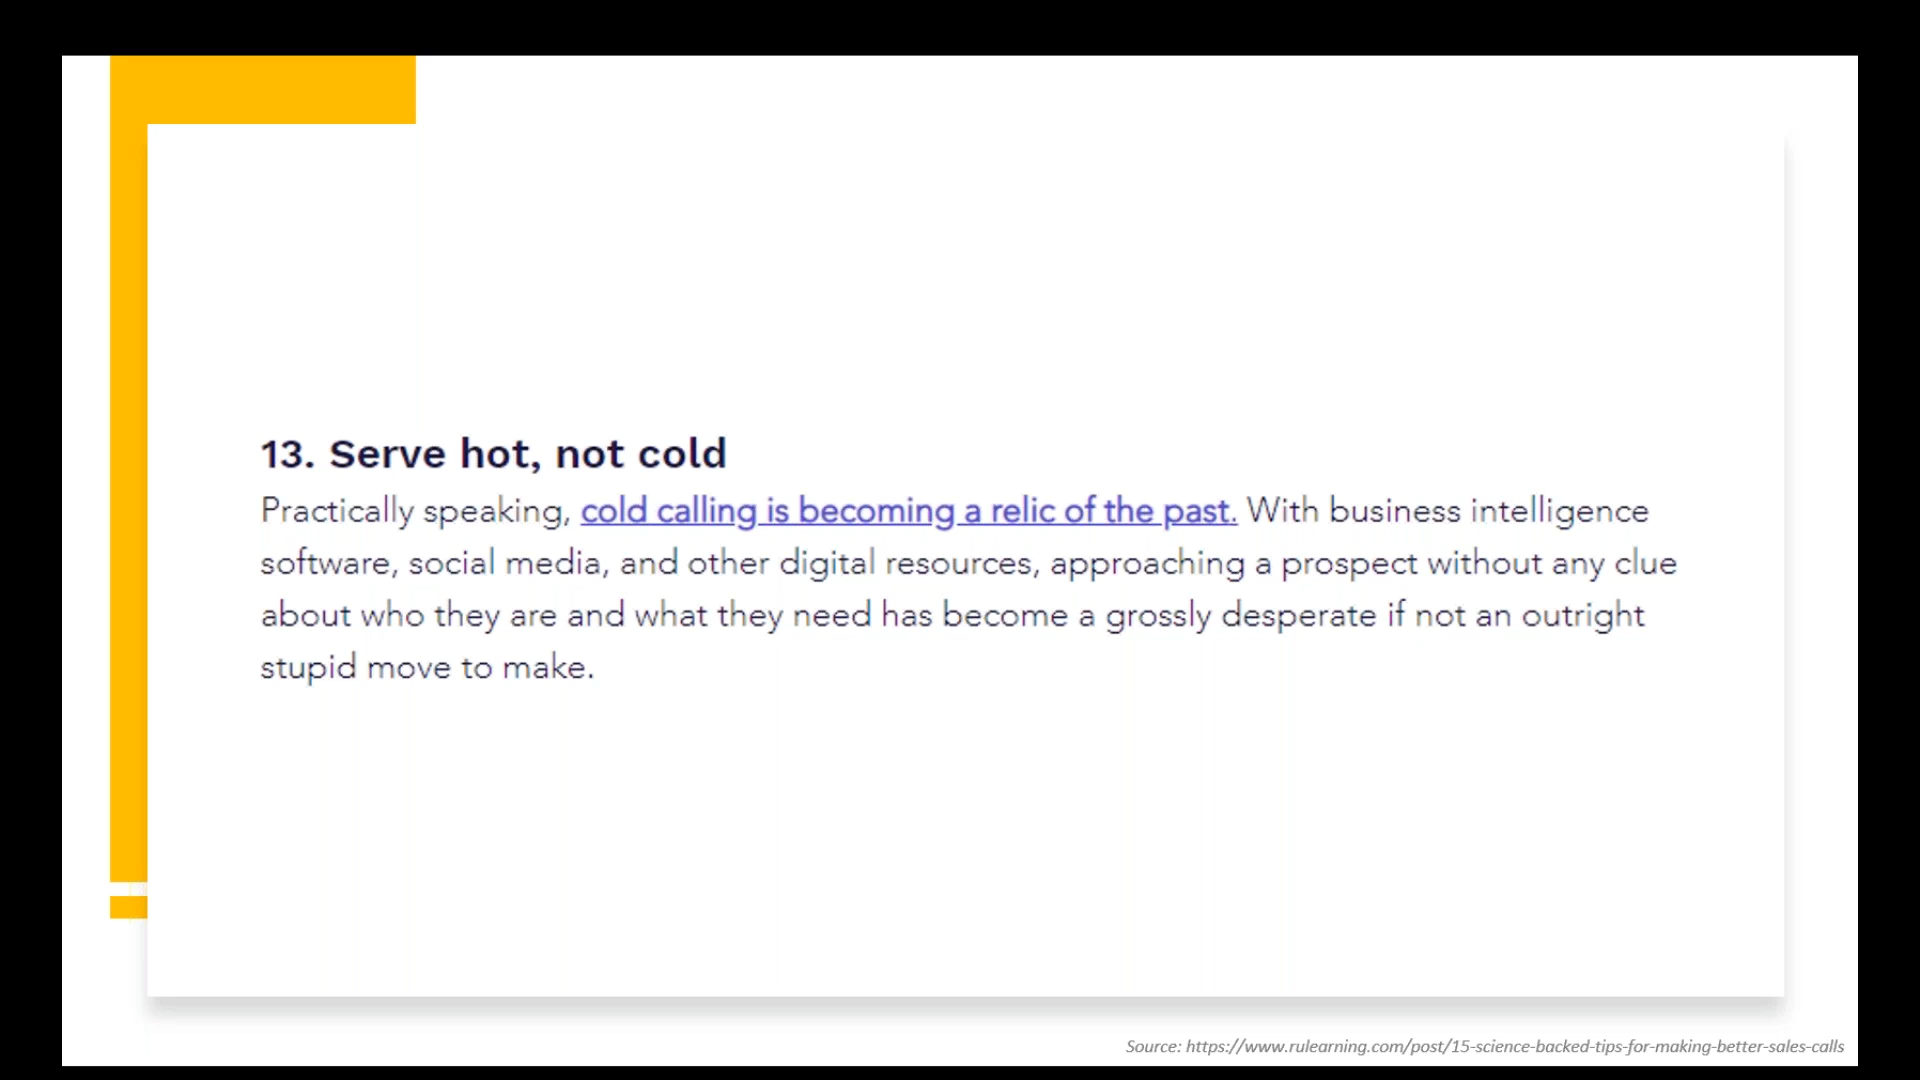 13. Serve hot, not cold
Practically speaking, cold calling is becoming a relic of the past. With business intelligence
software, social media, and other digital resources, approaching a prospect without any clue
about who they are and what they need has become a grossly desperate if not an outright
stupid move to make.
Source: https://www.rulearning.com/post/15-science-backed-tips-for-making-better-sales-calls